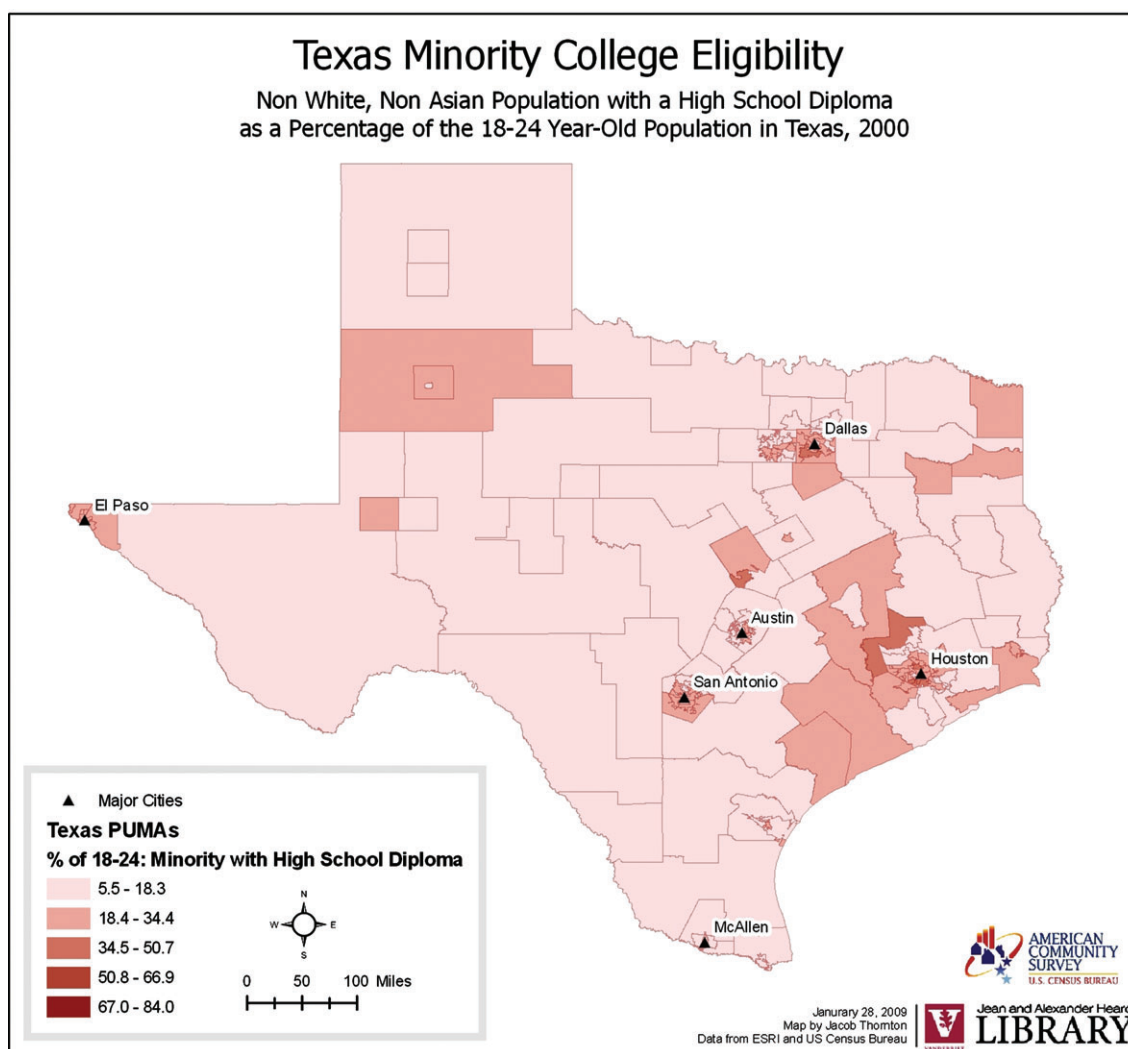 Texas Minority College Eligibility
Non White, Non Asian Population with a High School Diploma
as a Percentage of the 18-24 Year-Old Population in Texas, 2000
Dallas
El Paso
Austin
Houston
San Antonio
McAllen
Major Cities
Texas PUMAs
% of 18-24: Minority with High School Diploma
5.5 - 18.3
18.4 - 34.4
34.5 - 50.7
50.8 - 66.9
67.0 - 84.0
N
W E
S
0 50 100 Miles
AMERICAN
COMMUNITY
SURVEY
U.S. CENSUS BUREAU
Janurary 28, 2009
Map by Jacob Thornton
Data from ESRI and US Census Bureau
V
VANDERBILT
Jean and Alexander Heard
LIBRARY